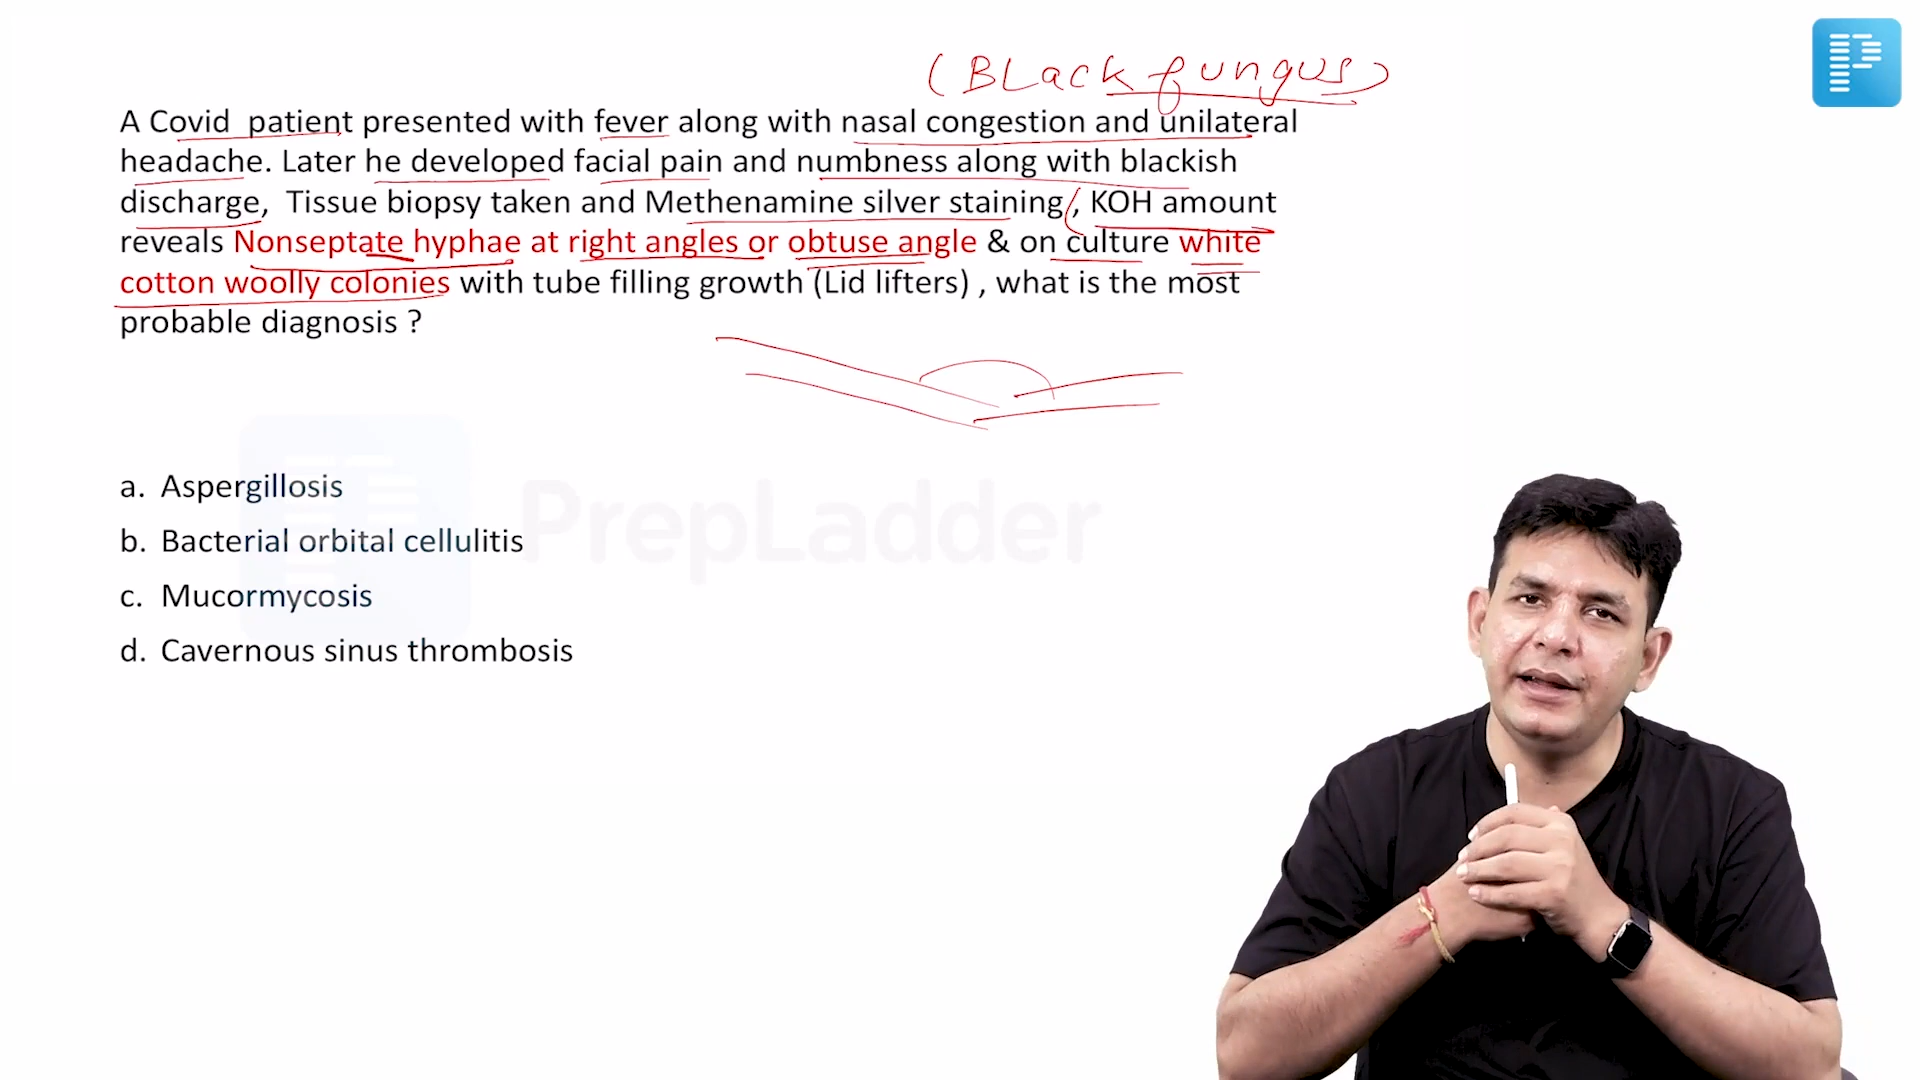 (BLack fungus)
A Covid patient presented with fever along with nasal congestion and unilateral
headache. Later he developed facial pain and numbness along with blackish
discharge, Tissue biopsy taken and Methenamine silver staining , KOH amount
reveals Nonseptate hyphae at right angles or obtuse angle & on culture white
cotton woolly colonies with tube filling growth (Lid lifters) , what is the most
probable diagnosis ?
a. Aspergillosis
PrepLadder
b. Bacterial orbital cellulitis
c. Mucormycosis
d. Cavernous sinus thrombosis